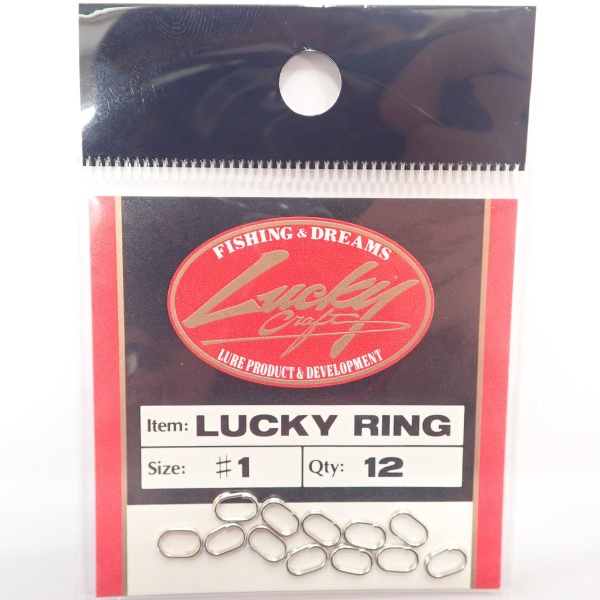 FISHING & DREAMS
Lucky
Craft
LURE PRODUCT & DEVELOPMENT
Item: LUCKY RING
Size: #1 Qty: 12